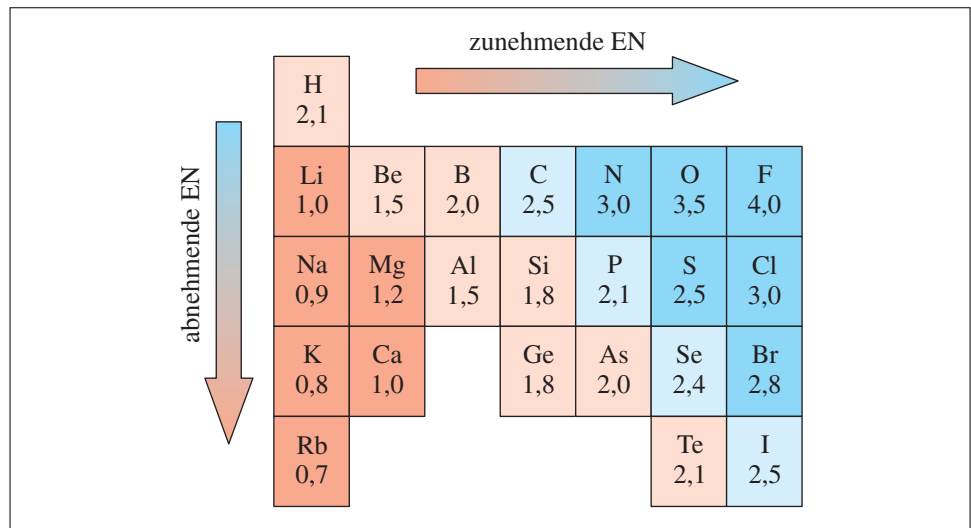 zunehmende EN
abnehmende EN
H
2,1
Li Be B C N O F
1,0 1,5 2,0 2,5 3,0 3,5 4,0
Na Mg Al Si P S Cl
0,9 1,2 1,5 1,8 2,1 2,5 3,0
K Ca Ge As Se Br
0,8 1,0 1,8 2,0 2,4 2,8
Rb Te I
0,7 2,1 2,5